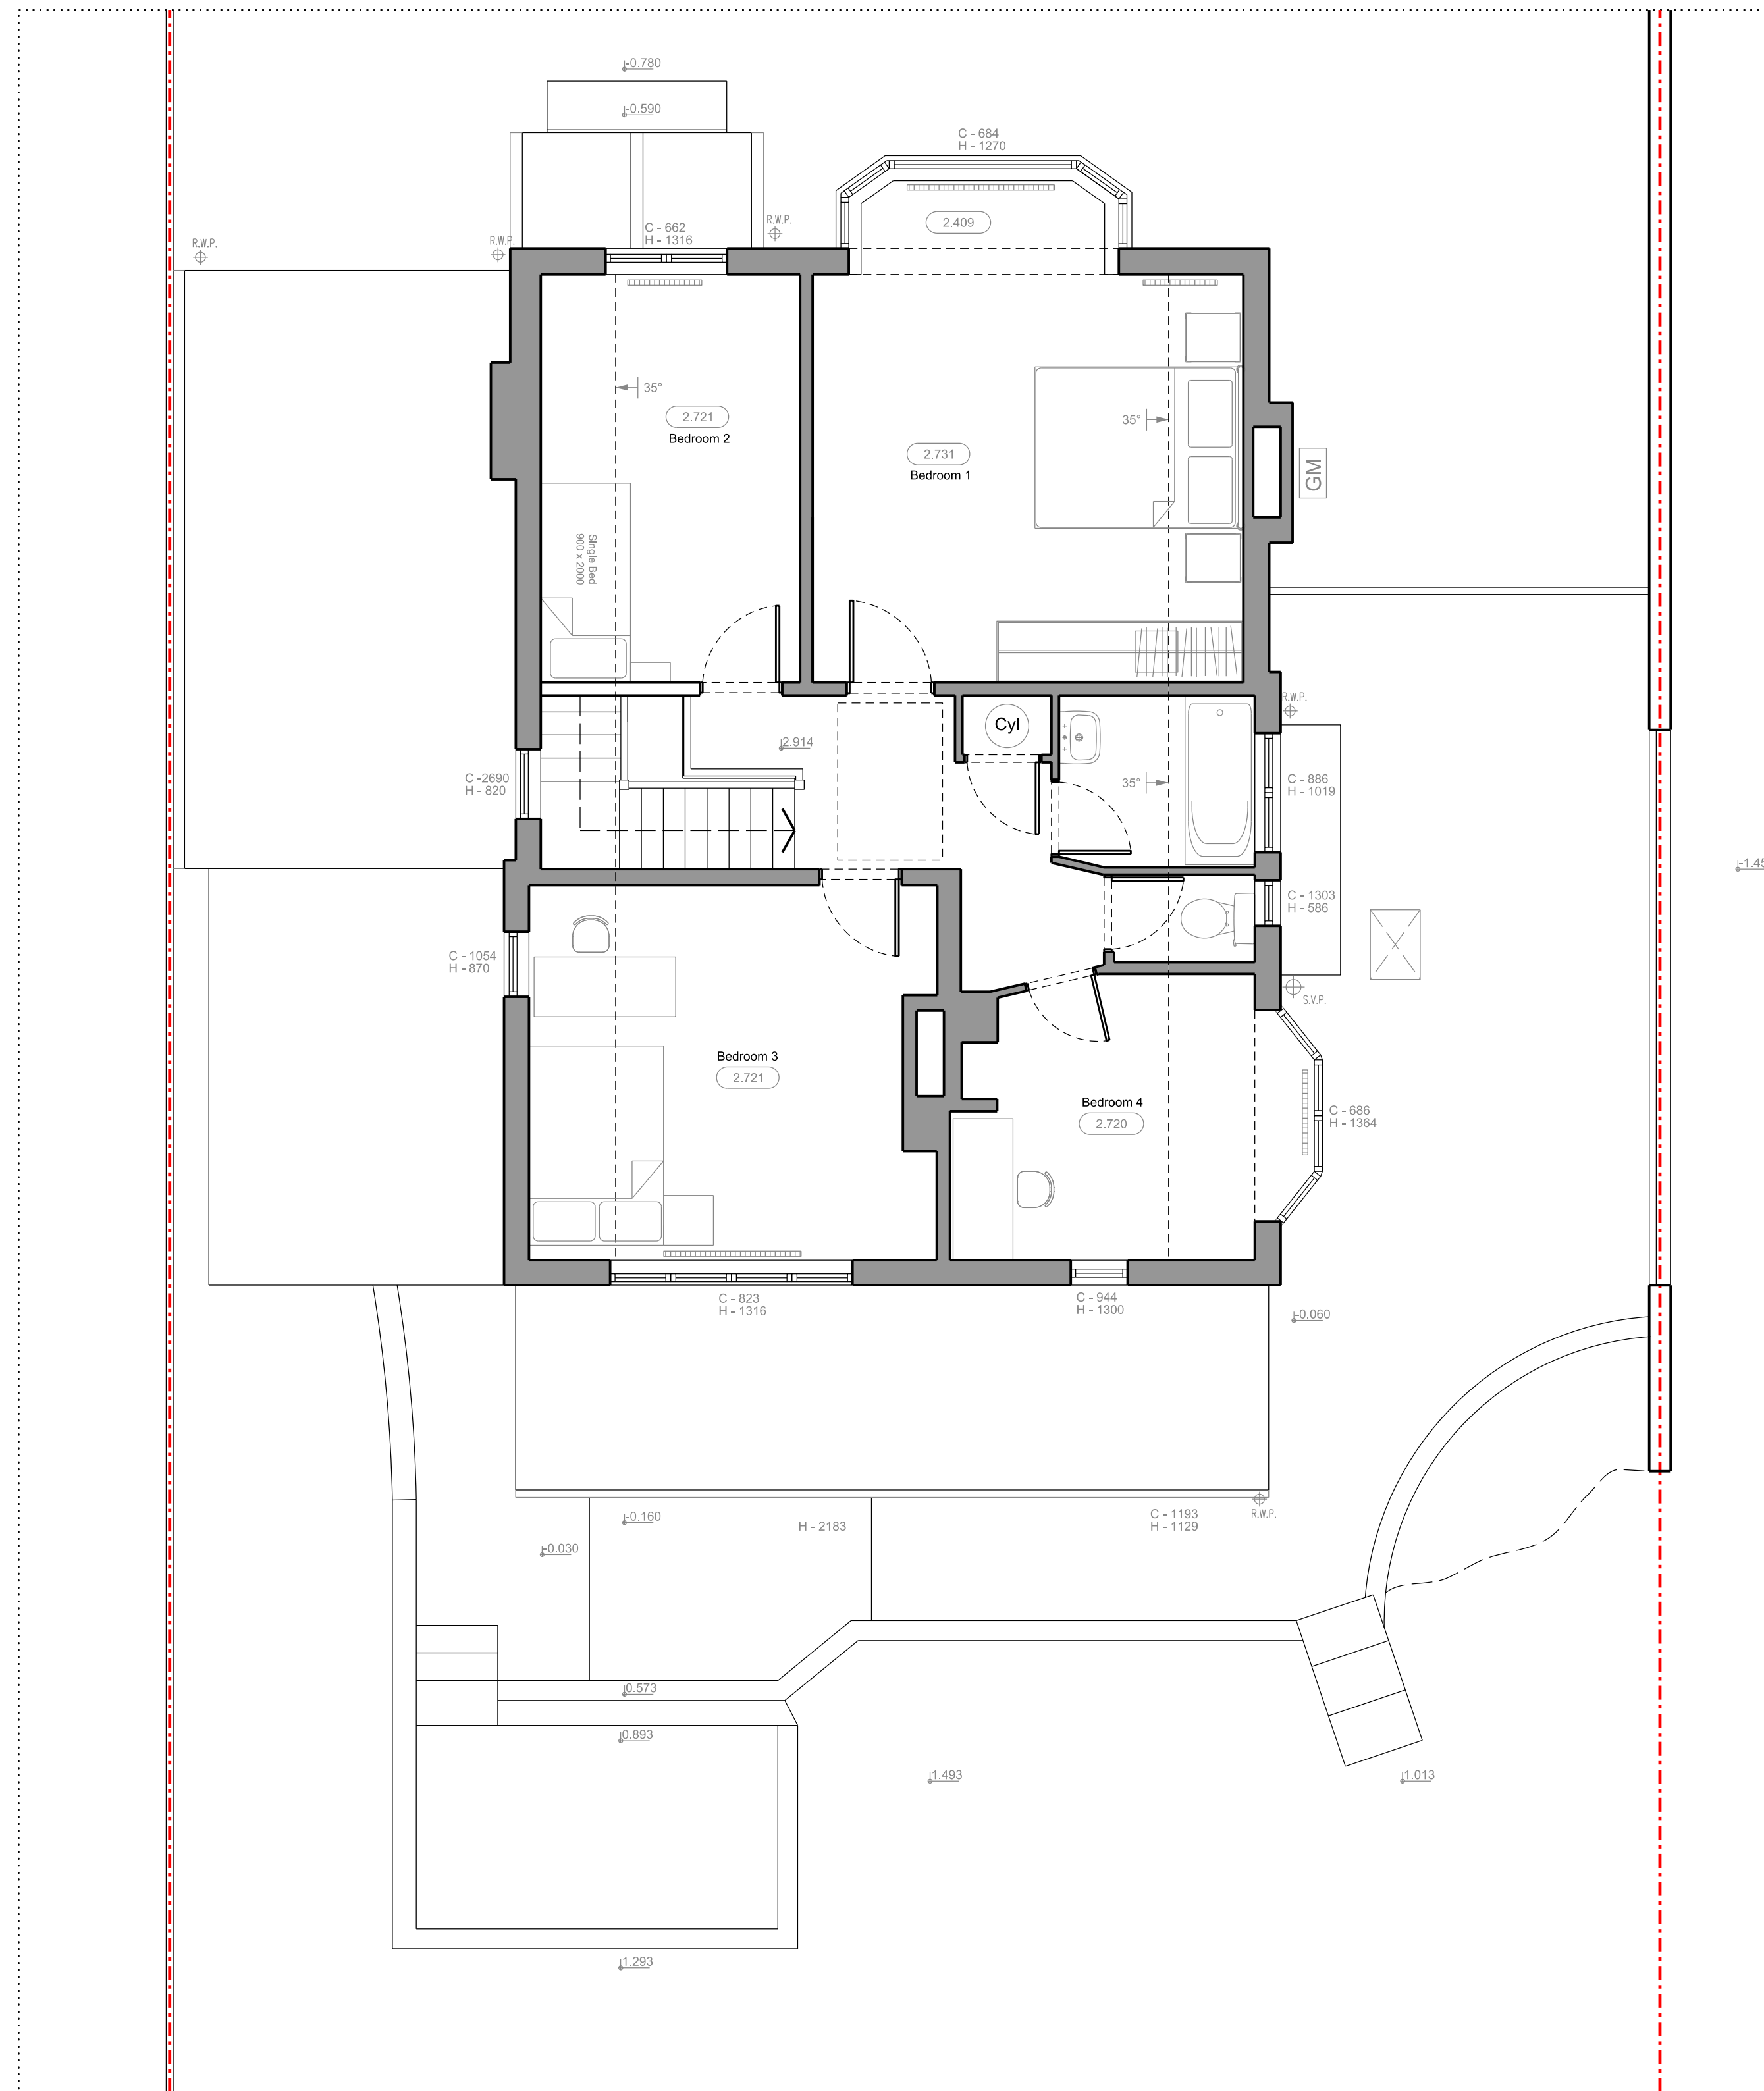 -0.780
-0.590
C - 684
H - 1270
R.W.P.
R.W.P.
R.W.P.
C - 662
H - 1316
2.409
35°
2.721
Bedroom 2
35°
2.731
Bedroom 1
GM
Single Bed
900 x 2000
R.W.P.
Cyl
2.914
C -2690
H - 820
35°
C - 886
H - 1019
C - 1303
H - 586
C - 1054
H - 870
S.V.P.
Bedroom 3
2.721
Bedroom 4
2.720
C - 686
H - 1364
C - 823
H - 1316
C - 944
H - 1300
-0.060
-0.160
H - 2183
C - 1193
H - 1129
R.W.P.
-0.030
0.573
0.893
1.493
1.013
1.293